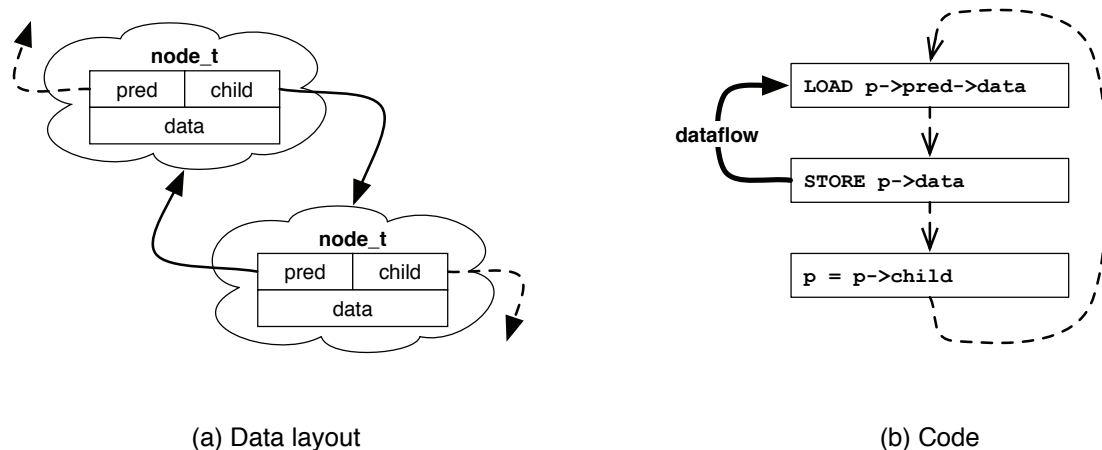 node_t
pred child
data
node_t
pred child
data
(a) Data layout
LOAD p->pred->data
dataflow
STORE p->data
p = p->child
(b) Code